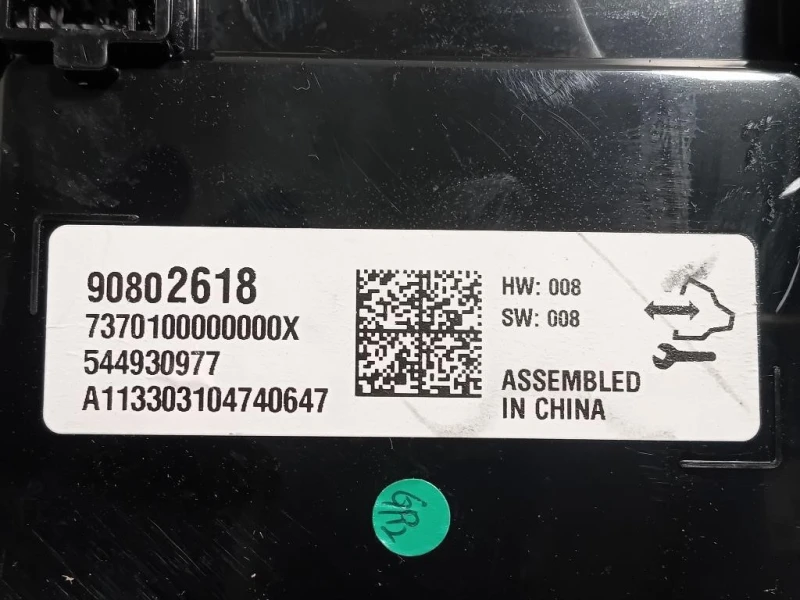 90802618
7370100000000X
544930977
A113303104740647
HW: 008
SW: 008
ASSEMBLED
IN CHINA